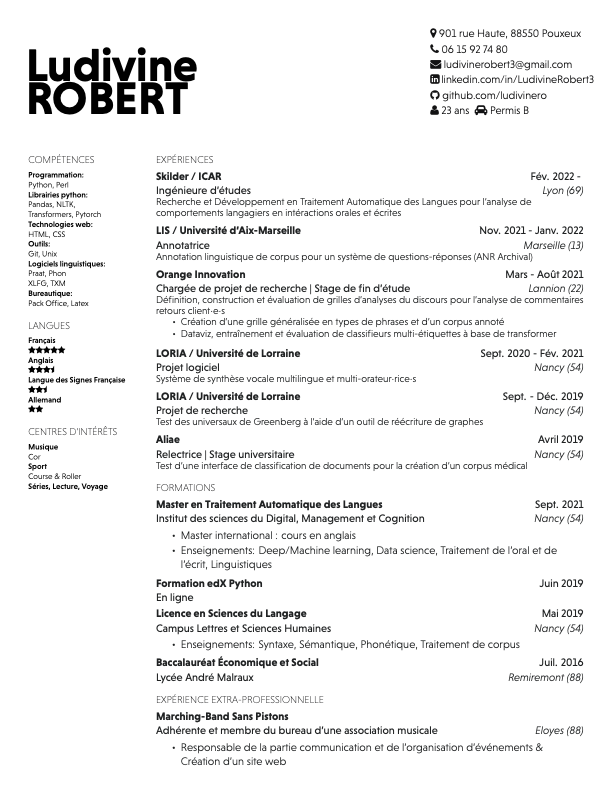 Ludivine
ROBERT
901 rue Haute, 88550 Pouxeux
06 15 92 74 80
ludivinerobert3@gmail.com
linkedin.com/in/LudivineRobert3
github.com/ludivinero
23 ans Permis B
COMPÉTENCES
Programmation:
Python, Perl
Librairies python:
Pandas, NLTK,
Transformers, Pytorch
Technologies web:
HTML, CSS
Outils:
Git, Unix
Logiciels linguistiques:
Praat, Phon
XLFG, TXM
Bureautique:
Pack Office, Latex
LANGUES
Français
Anglais
Langue des Signes Française
Allemand
CENTRES D'INTÉRÊTS
Musique
Cor
Sport
Course & Roller
Séries, Lecture, Voyage
EXPÉRIENCES
Skilder / ICAR Fév. 2022 -
Ingénieure d'études Lyon (69)
Recherche et Développement en Traitement Automatique des Langues pour l'analyse de
comportements langagiers en intéractions orales et écrites
LIS / Université d'Aix-Marseille Nov. 2021 - Janv. 2022
Annotatrice Marseille (13)
Annotation linguistique de corpus pour un système de questions-réponses (ANR Archival)
Orange Innovation Mars - Août 2021
Chargée de projet de recherche | Stage de fin d'étude Lannion (22)
Définition, construction et évaluation de grilles d'analyses du discours pour l'analyse de commentaires
retours client·e·s
• Création d'une grille généralisée en types de phrases et d'un corpus annoté
• Dataviz, entraînement et évaluation de classifieurs multi-étiquettes à base de transformer
LORIA / Université de Lorraine Sept. 2020 - Fév. 2021
Projet logiciel Nancy (54)
Système de synthèse vocale multilingue et multi-orateur·rice·s
LORIA / Université de Lorraine Sept. - Déc. 2019
Projet de recherche Nancy (54)
Test des universaux de Greenberg à l'aide d'un outil de réécriture de graphes
Aliae Avril 2019
Relectrice | Stage universitaire Nancy (54)
Test d'une interface de classification de documents pour la création d'un corpus médical
FORMATIONS
Master en Traitement Automatique des Langues Sept. 2021
Institut des sciences du Digital, Management et Cognition Nancy (54)
• Master international : cours en anglais
• Enseignements: Deep/Machine learning, Data science, Traitement de l'oral et de
l'écrit, Linguistiques
Formation edX Python Juin 2019
En ligne
Licence en Sciences du Langage Mai 2019
Campus Lettres et Sciences Humaines Nancy (54)
• Enseignements: Syntaxe, Sémantique, Phonétique, Traitement de corpus
Baccalauréat Économique et Social Juil. 2016
Lycée André Malraux Remiremont (88)
EXPÉRIENCE EXTRA-PROFESSIONNELLE
Marching-Band Sans Pistons
Adhérente et membre du bureau d'une association musicale Eloyes (88)
• Responsable de la partie communication et de l'organisation d'événements &
Création d'un site web